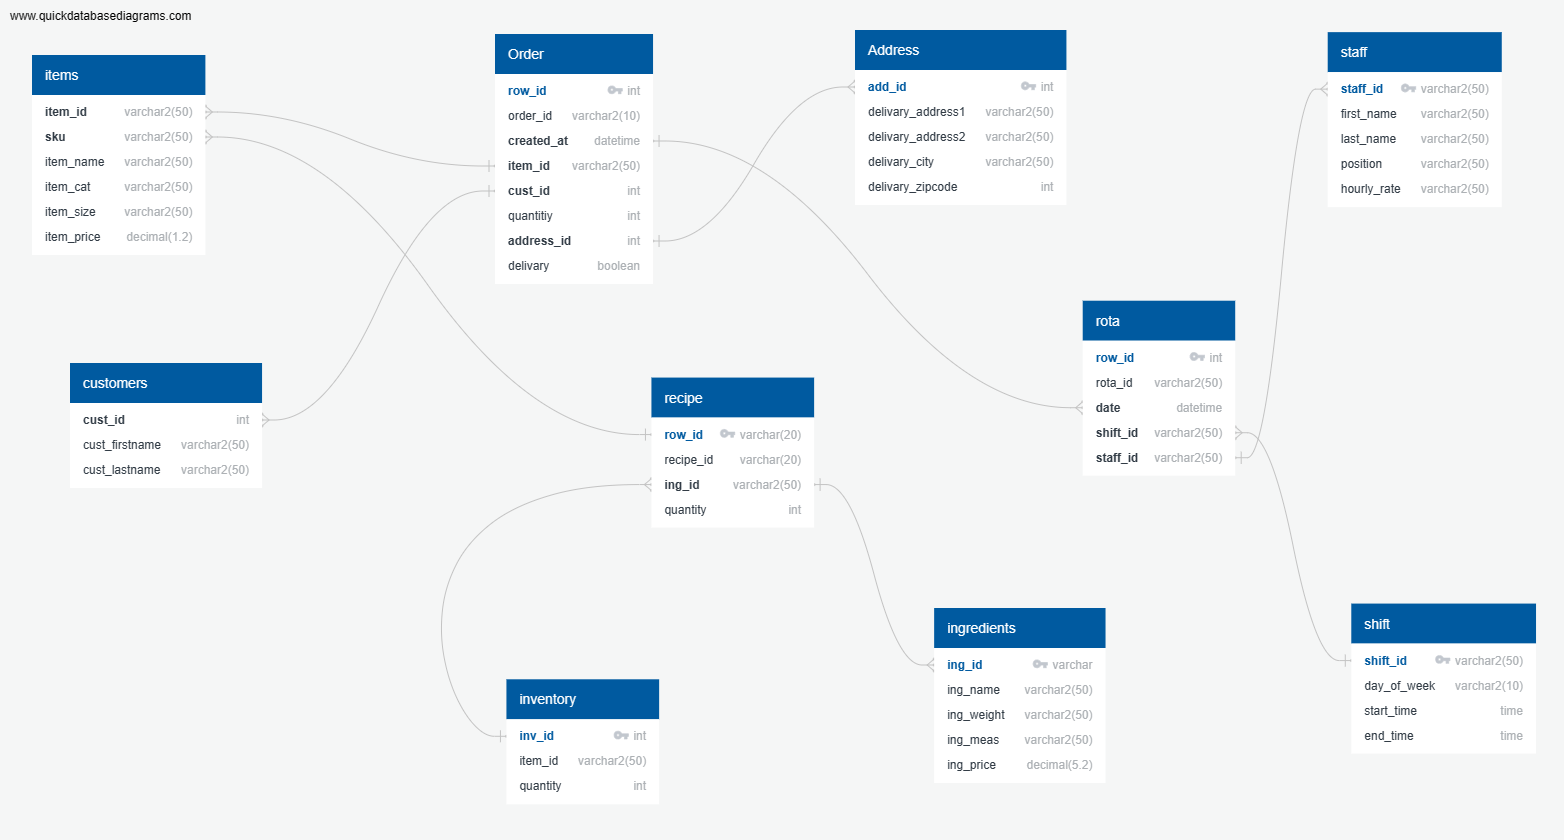 www.quickdatabasediagrams.com
items
item_id varchar2(50)
sku varchar2(50)
item_name varchar2(50)
item_cat varchar2(50)
item_size varchar2(50)
item_price decimal(1.2)
Order
row_id int
order_id varchar2(10)
created_at datetime
item_id varchar2(50)
cust_id int
quantitiy int
address_id int
delivary boolean
Address
add_id int
delivary_address1 varchar2(50)
delivary_address2 varchar2(50)
delivary_city varchar2(50)
delivary_zipcode int
staff
staff_id varchar2(50)
first_name varchar2(50)
last_name varchar2(50)
position varchar2(50)
hourly_rate varchar2(50)
customers
cust_id int
cust_firstname varchar2(50)
cust_lastname varchar2(50)
recipe
row_id varchar(20)
recipe_id varchar(20)
ing_id varchar2(50)
quantity int
rota
row_id int
rota_id varchar2(50)
date datetime
shift_id varchar2(50)
staff_id varchar2(50)
inventory
inv_id int
item_id varchar2(50)
quantity int
ingredients
ing_id varchar
ing_name varchar2(50)
ing_weight varchar2(50)
ing_meas varchar2(50)
ing_price decimal(5.2)
shift
shift_id varchar2(50)
day_of_week varchar2(10)
start_time time
end_time time